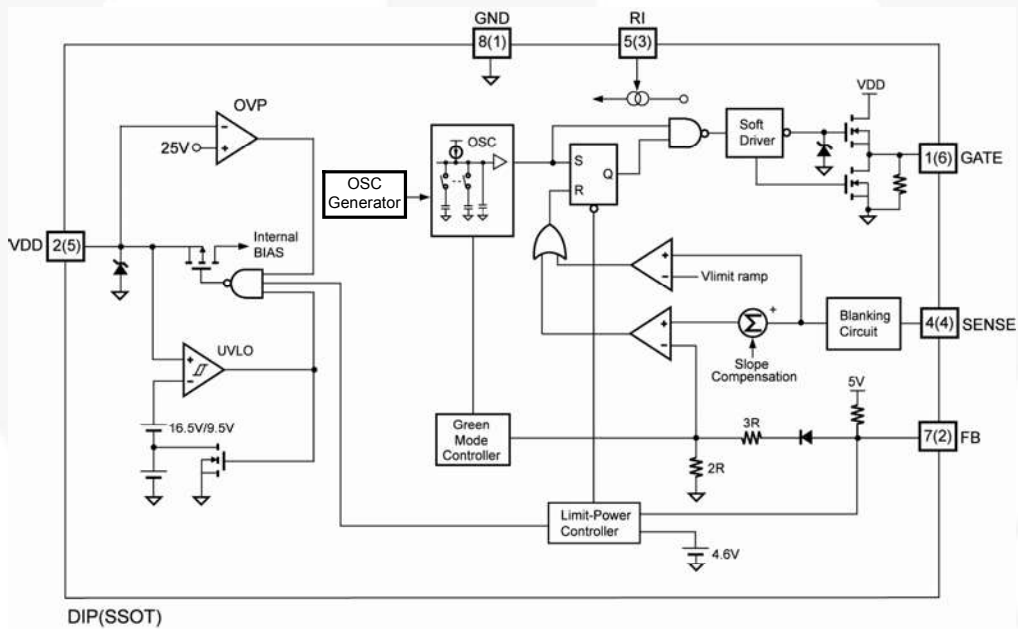 GND
8(1)
RI
5(3)
OVP
25V
VDD
OSC
OSC
Generator
Soft
Driver
S
Q
R
1(6)
GATE
VDD
2(5)
Internal
BIAS
Vlimit ramp
+
-
+
-
+
Σ
Slope
Compensation
Blanking
Circuit
4(4)
SENSE
UVLO
+
-
16.5V/9.5V
5V
Green
Mode
Controller
3R
2R
7(2)
FB
Limit-Power
Controller
4.6V
DIP(SSOT)